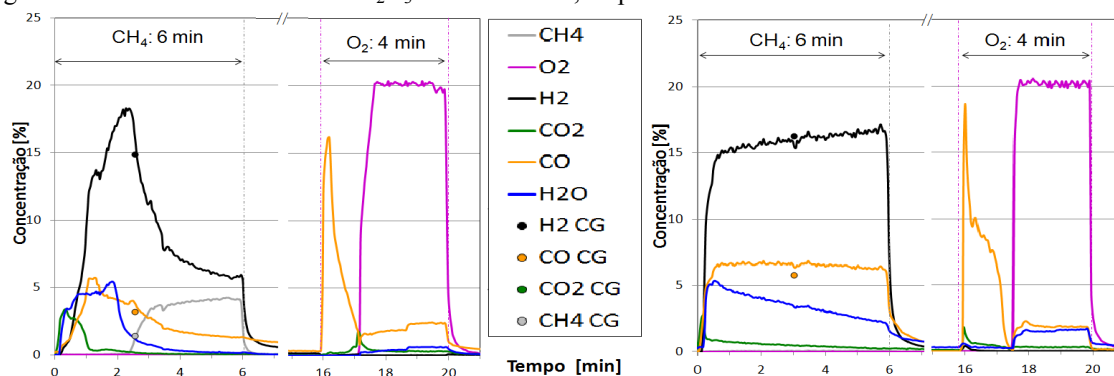 25
20
15
10
5
0
Concentração [%]
CH₄: 6 min
O₂: 4 min
//
0
2
4
6
16
18
20
CH4
O2
H2
CO2
CO
H2O
H2 CG
CO CG
CO2 CG
CH4 CG
Tempo [min]
25
20
15
10
5
0
Concentração [%]
CH₄: 6 min
O₂: 4 min
//
0
2
4
6
16
18
20